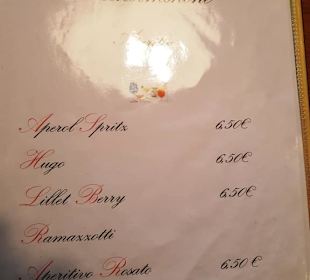 Aperol Spritz 6,50€
Hugo 6,50€
Lillet Berry 6,50€
Ramazzotti
Aperitivo Rosato 6,50€